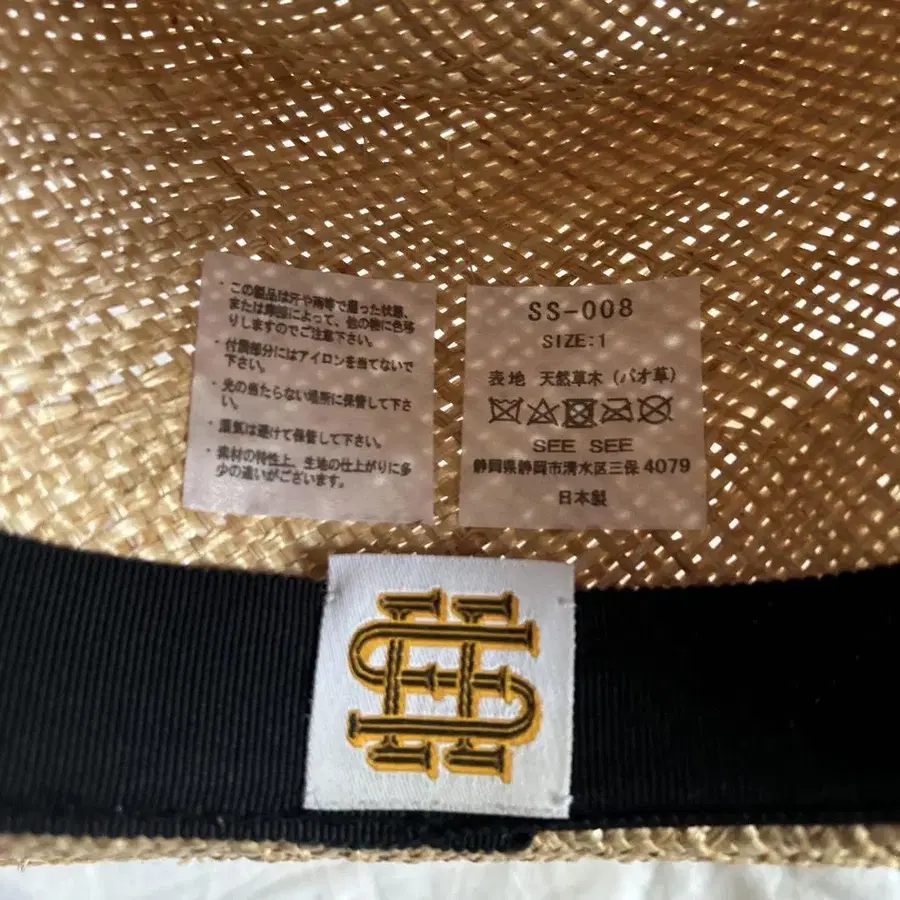 ・この製品は汗や雨等で湿った状態、
または摩擦によって、他の物に色移
りしますのでご注意下さい。
・付属部分にはアイロンを当てないで
下さい。
・光の当たらない場所に保管して下さ
い。
・湿気は避けて保管して下さい。
・素材の特性上、生地の仕上がりに多
少の違いがございます。
SS-008
SIZE:1
表地 天然草木 (バオ草)
SEE SEE
静岡県静岡市清水区三保 4079
日本製